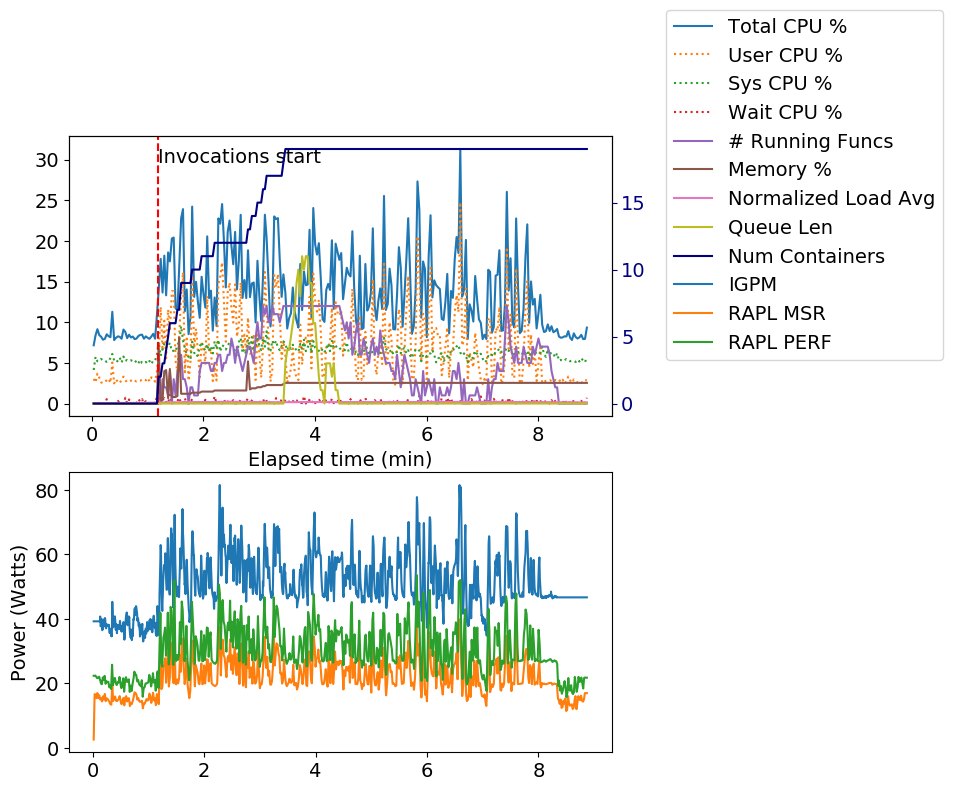 Total CPU %
User CPU %
Sys CPU %
Wait CPU %
# Running Funcs
Memory %
Normalized Load Avg
Queue Len
Num Containers
IGPM
RAPL MSR
RAPL PERF
Invocations start
30
25
20
15
10
5
0
15
10
5
0
0 2 4 6 8
Elapsed time (min)
Power (Watts)
80
60
40
20
0
0 2 4 6 8